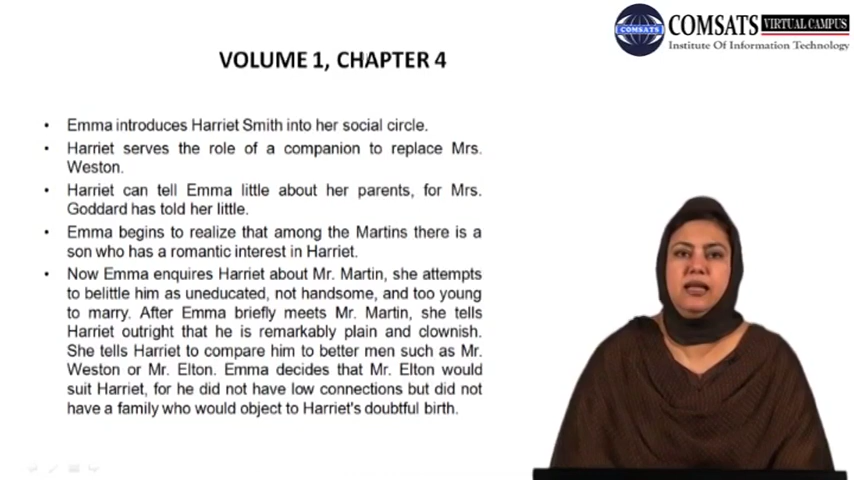 COMSATS VIRTUAL CAMPUS
COMSATS
Institute Of Information Technology
VOLUME 1, CHAPTER 4
• Emma introduces Harriet Smith into her social circle.
• Harriet serves the role of a companion to replace Mrs.
Weston.
• Harriet can tell Emma little about her parents, for Mrs.
Goddard has told her little.
• Emma begins to realize that among the Martins there is a
son who has a romantic interest in Harriet.
• Now Emma enquires Harriet about Mr. Martin, she attempts
to belittle him as uneducated, not handsome, and too young
to marry. After Emma briefly meets Mr. Martin, she tells
Harriet outright that he is remarkably plain and clownish.
She tells Harriet to compare him to better men such as Mr.
Weston or Mr. Elton. Emma decides that Mr. Elton would
suit Harriet, for he did not have low connections but did not
have a family who would object to Harriet's doubtful birth.